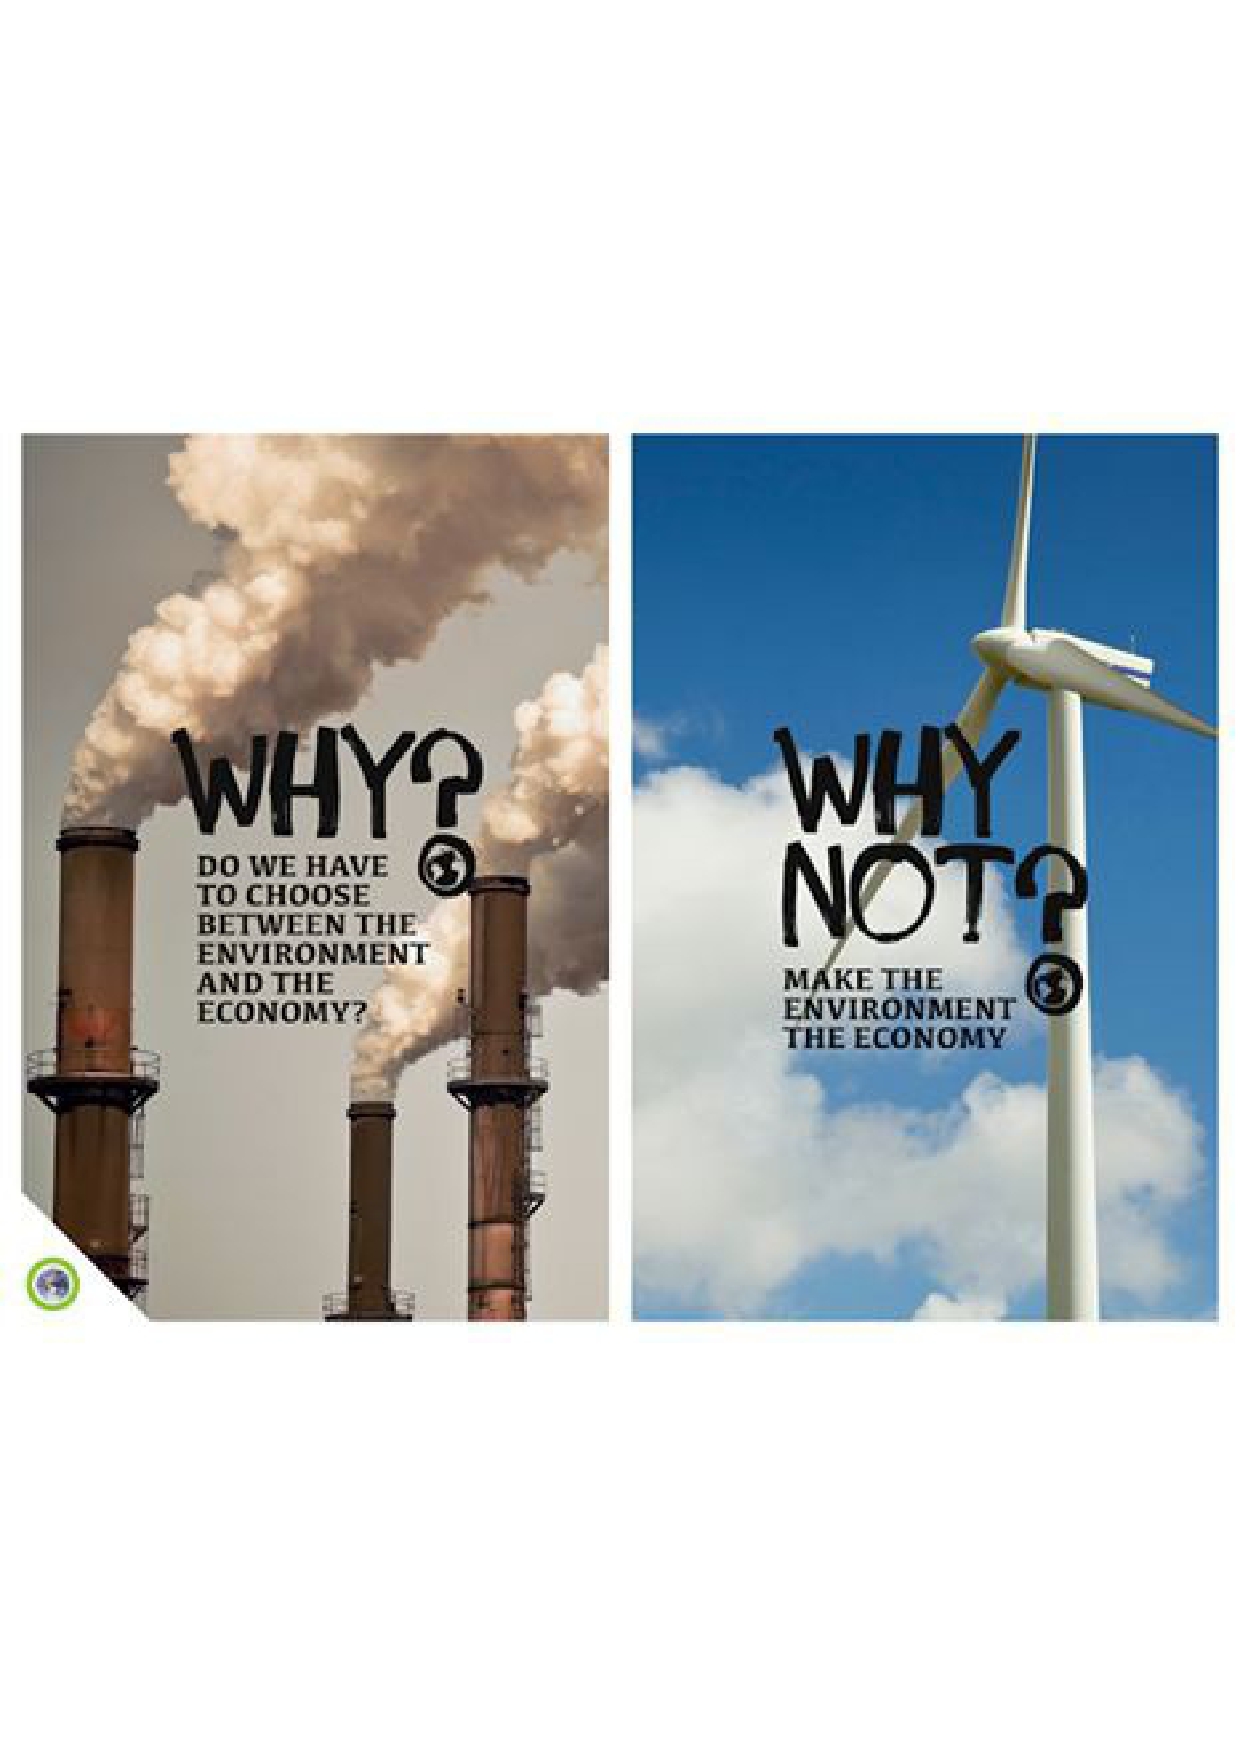 WHY?
DO WE HAVE
TO CHOOSE
BETWEEN THE
ENVIRONMENT
AND THE
ECONOMY?
WHY
NOT?
MAKE THE
ENVIRONMENT
THE ECONOMY